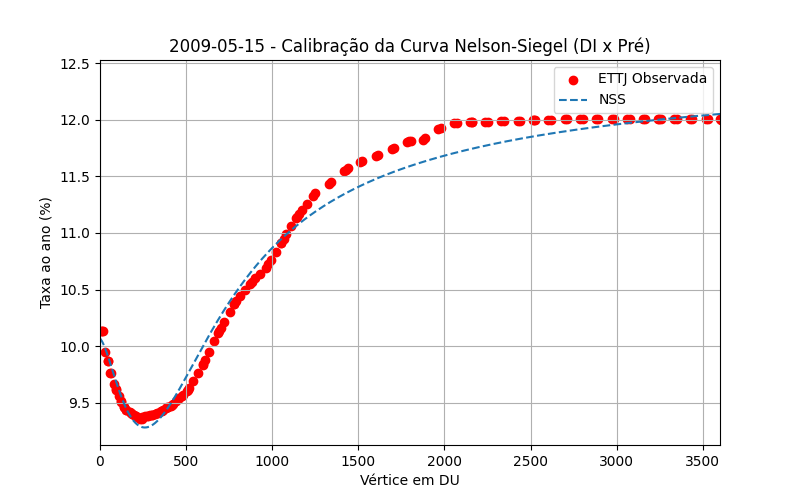 2009-05-15 - Calibração da Curva Nelson-Siegel (DI x Pré)
ETTJ Observada
NSS
Taxa ao ano (%)
12.5
12.0
11.5
11.0
10.5
10.0
9.5
0 500 1000 1500 2000 2500 3000 3500
Vértice em DU